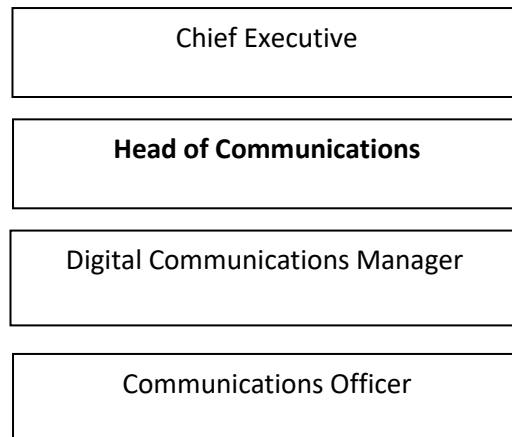 Chief Executive
Head of Communications
Digital Communications Manager
Communications Officer